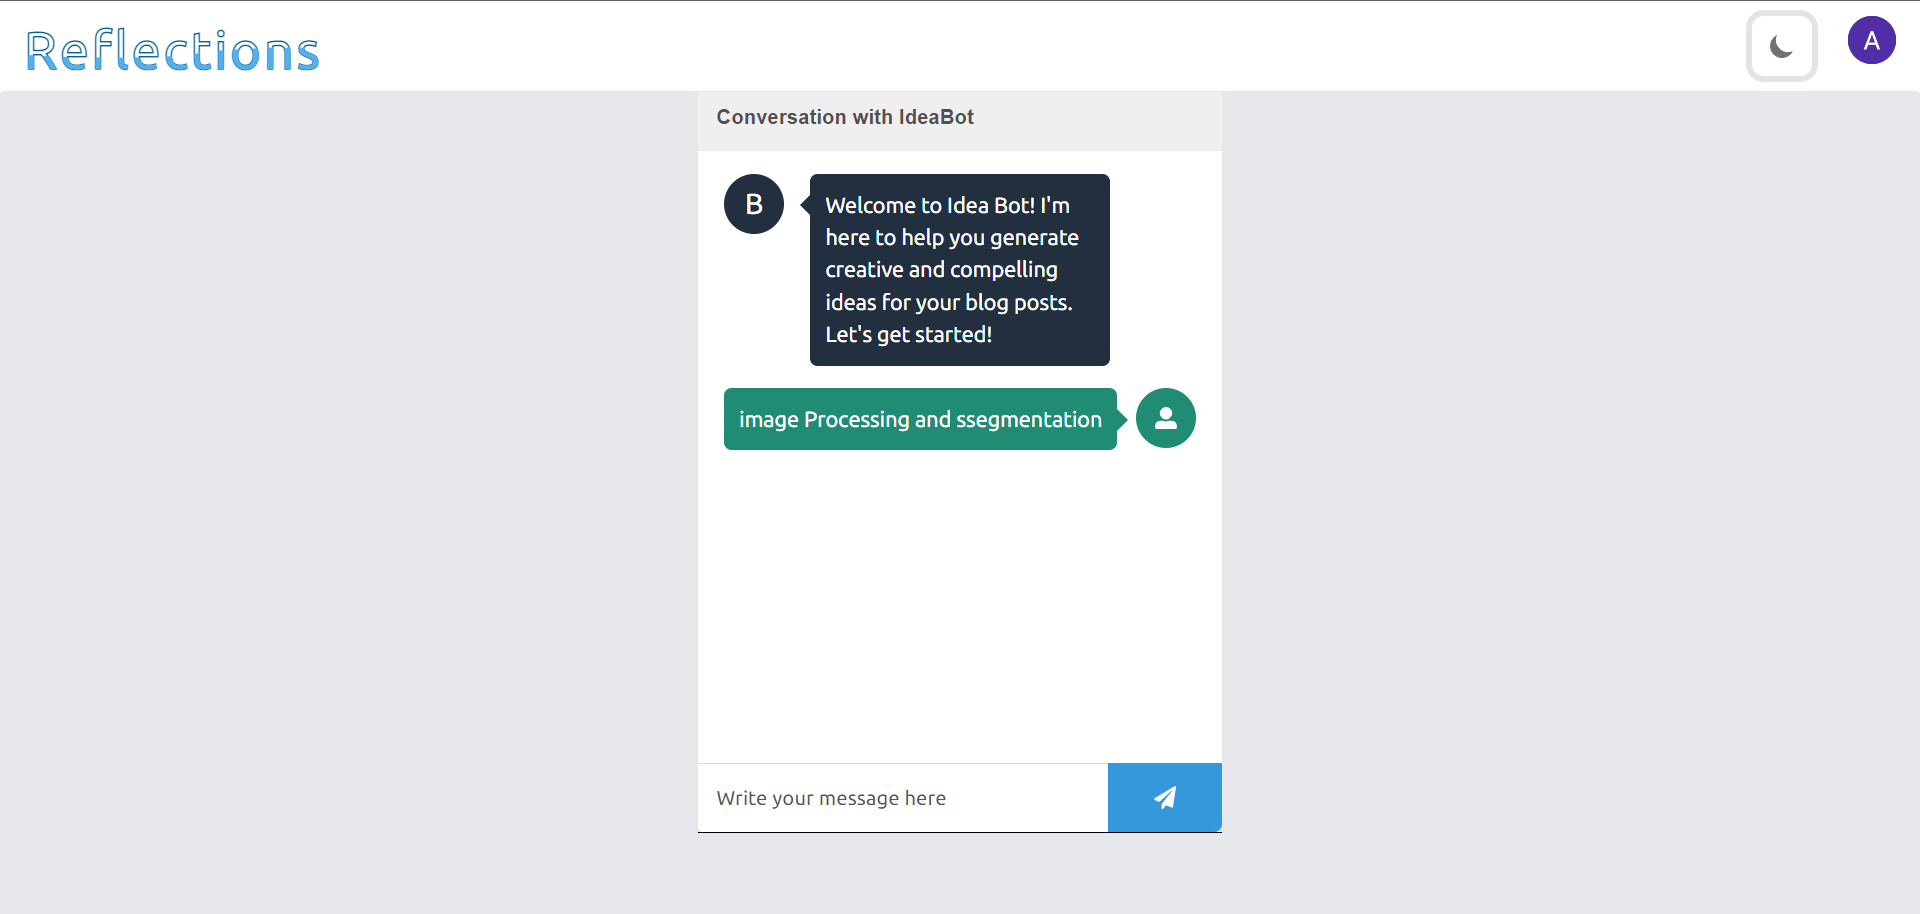 Reflections
A
Conversation with IdeaBot
B
Welcome to Idea Bot! I'm
here to help you generate
creative and compelling
ideas for your blog posts.
Let's get started!
image Processing and ssegmentation
Write your message here